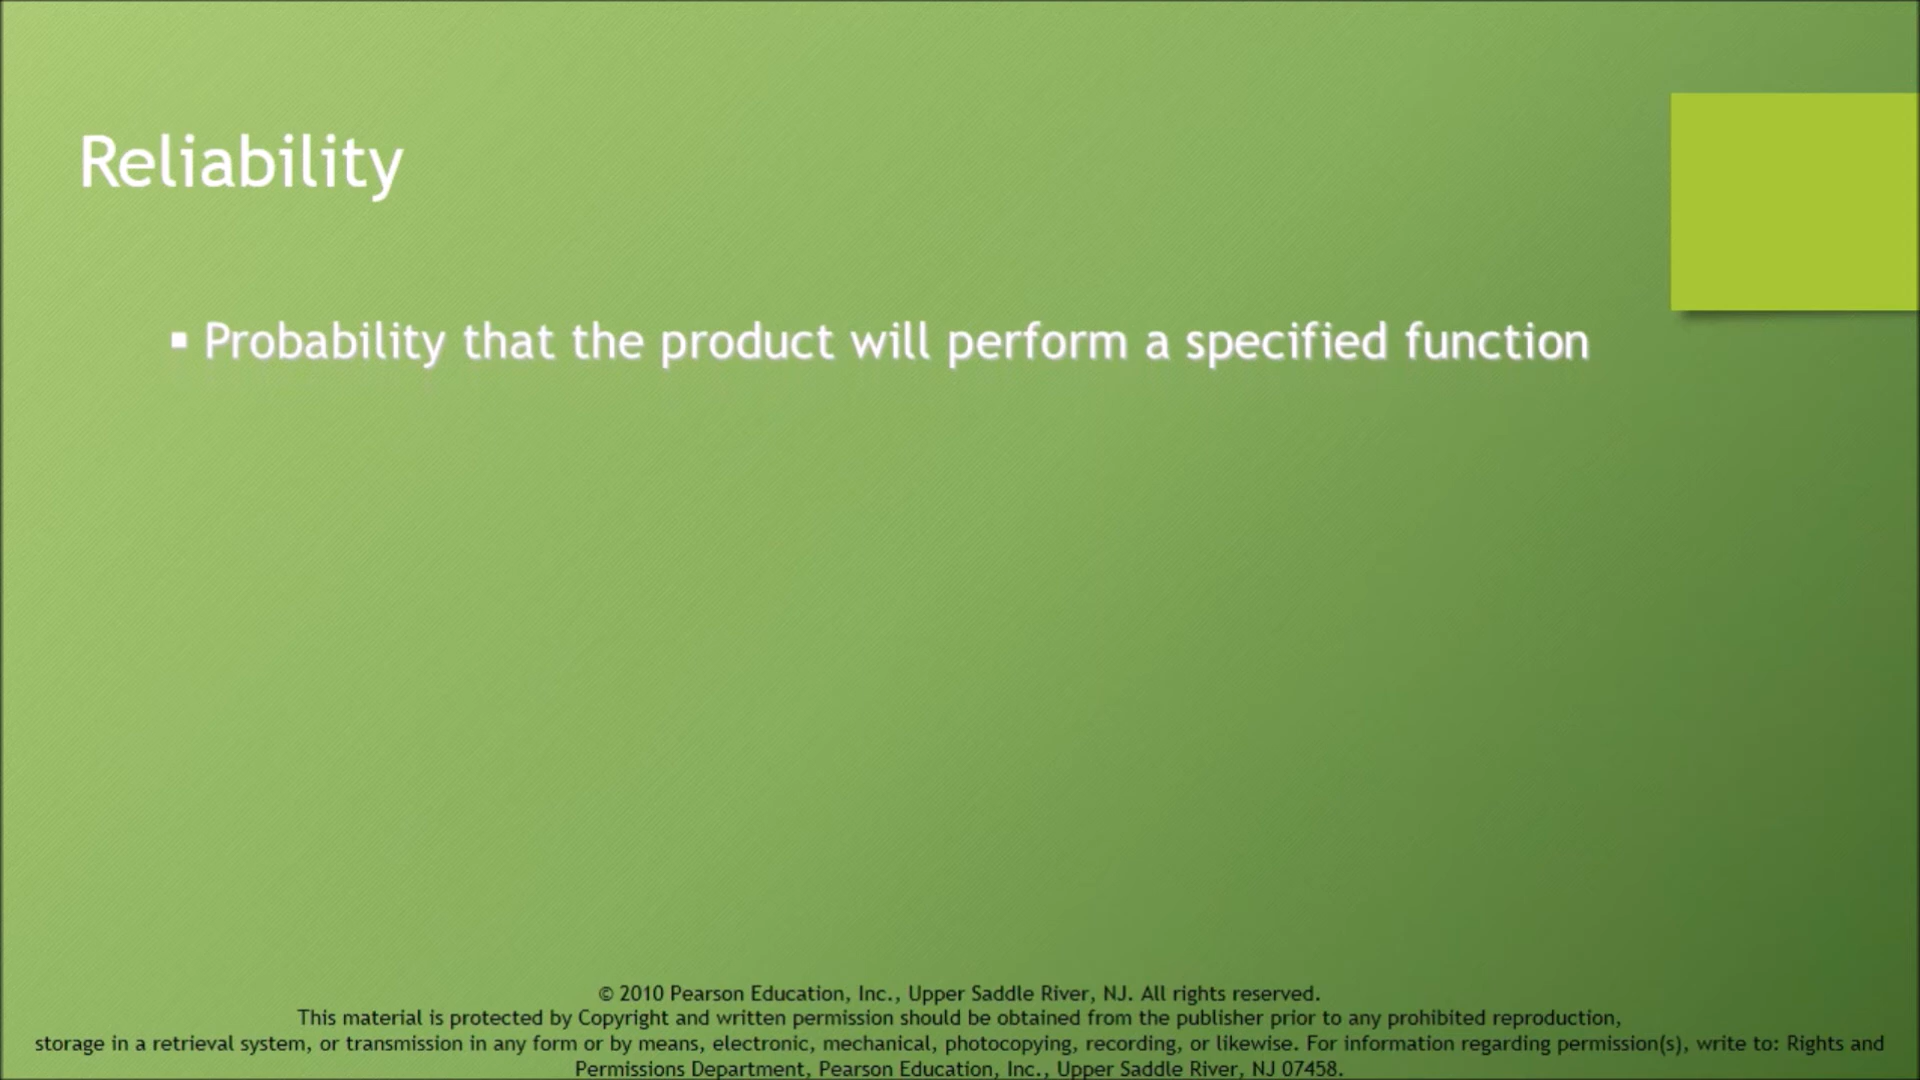 Reliability
▪ Probability that the product will perform a specified function
© 2010 Pearson Education, Inc., Upper Saddle River, NJ. All rights reserved.
This material is protected by Copyright and written permission should be obtained from the publisher prior to any prohibited reproduction,
storage in a retrieval system, or transmission in any form or by means, electronic, mechanical, photocopying, recording, or likewise. For information regarding permission(s), write to: Rights and
Permissions Department, Pearson Education, Inc., Upper Saddle River, NJ 07458.